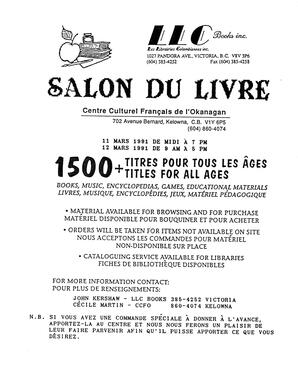 LLC Books inc.
Les Librairies Colombiennes inc.
1027 PANDORA AVE., VICTORIA, B.C. V8V 3P6
(604) 385-4252 Fax (604) 385-4258
SALON DU LIVRE
Centre Culturel Français de l'Okanagan
702 Avenue Bernard, Kelowna, C.B. V1Y 6P5
(604) 860-4074
11 MARS 1991 DE MIDI À 7 PM
12 MARS 1991 DE 9 AM À 5 PM
1500+ TITRES POUR TOUS LES ÂGES
TITLES FOR ALL AGES
BOOKS, MUSIC, ENCYCLOPEDIAS, GAMES, EDUCATIONAL MATERIALS
LIVRES, MUSIQUE, ENCYCLOPÉDIES, JEUX, MATÉRIEL PÉDAGOGIQUE
• MATERIAL AVAILABLE FOR BROWSING AND FOR PURCHASE
MATÉRIEL DISPONIBLE POUR BOUQUINER ET POUR ACHETER
• ORDERS WILL BE TAKEN FOR ITEMS NOT AVAILABLE ON SITE
NOUS ACCEPTONS LES COMMANDES POUR MATÉRIEL
NON-DISPONIBLE SUR PLACE
• CATALOGUING SERVICE AVAILABLE FOR LIBRARIES
FICHES DE BIBLIOTHÈQUE DISPONIBLES
FOR MORE INFORMATION CONTACT:
POUR PLUS DE RENSEIGNEMENTS:
JOHN KERSHAW - LLC BOOKS 385-4252 VICTORIA
CÉCILE MARTIN - CCFO 860-4074 KELOWNA
N.B. SI VOUS AVEZ UNE COMMANDE SPÉCIALE À DONNER À L'AVANCE,
APPORTEZ-LA AU CENTRE ET NOUS NOUS FERONS UN PLAISIR DE
LEUR FAIRE PARVENIR AFIN QU'IL PUISSE APPORTER CE QUE VOUS
DÉSIREZ.